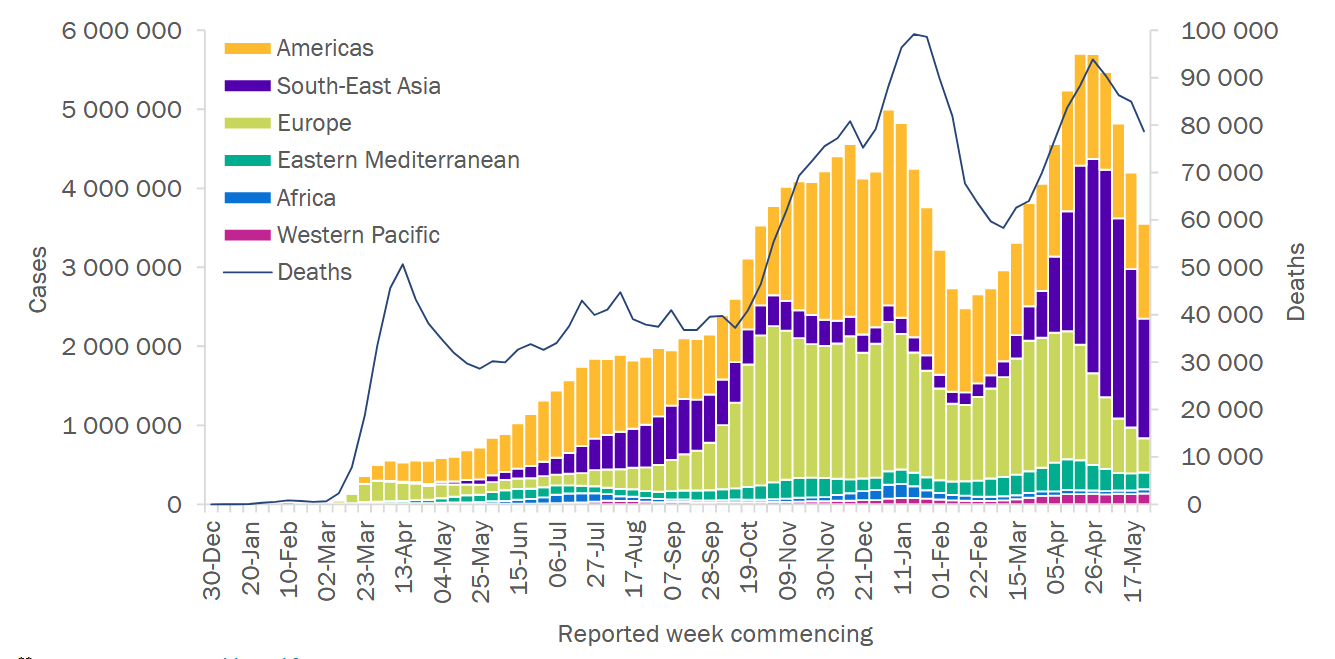 6 000 000
5 000 000
4 000 000
3 000 000
2 000 000
1 000 000
0
Cases
Americas
South-East Asia
Europe
Eastern Mediterranean
Africa
Western Pacific
Deaths
100 000
90 000
80 000
70 000
60 000
50 000
40 000
30 000
20 000
10 000
0
Deaths
30-Dec
20-Jan
10-Feb
02-Mar
23-Mar
13-Apr
04-May
25-May
15-Jun
06-Jul
27-Jul
17-Aug
07-Sep
28-Sep
19-Oct
09-Nov
30-Nov
21-Dec
11-Jan
01-Feb
22-Feb
15-Mar
05-Apr
26-Apr
17-May
Reported week commencing